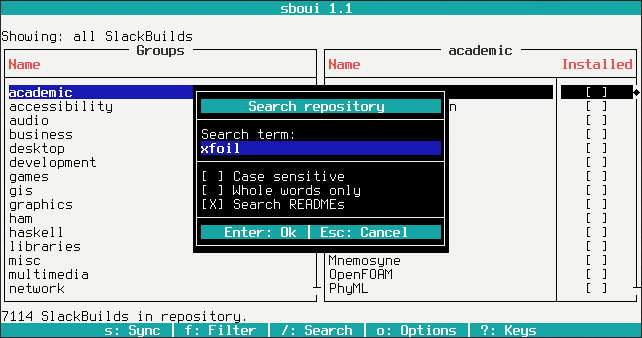 sboui 1.1
Showing: all SlackBuilds
Groups
academic
Name
Name Installed
academic [ ]
accessibility n [ ]
audio [ ]
business [ ]
desktop [ ]
development [ ]
games [ ]
gis [ ]
graphics [ ]
ham [ ]
haskell [ ]
libraries [ ]
misc Mnemosyne [ ]
multimedia OpenFOAM [ ]
network PhyML [ ]
Search repository
Search term:
xfoil
[ ] Case sensitive
[ ] Whole words only
[X] Search READMEs
Enter: Ok | Esc: Cancel
7114 SlackBuilds in repository.
s: Sync | f: Filter | /: Search | o: Options | ?: Keys